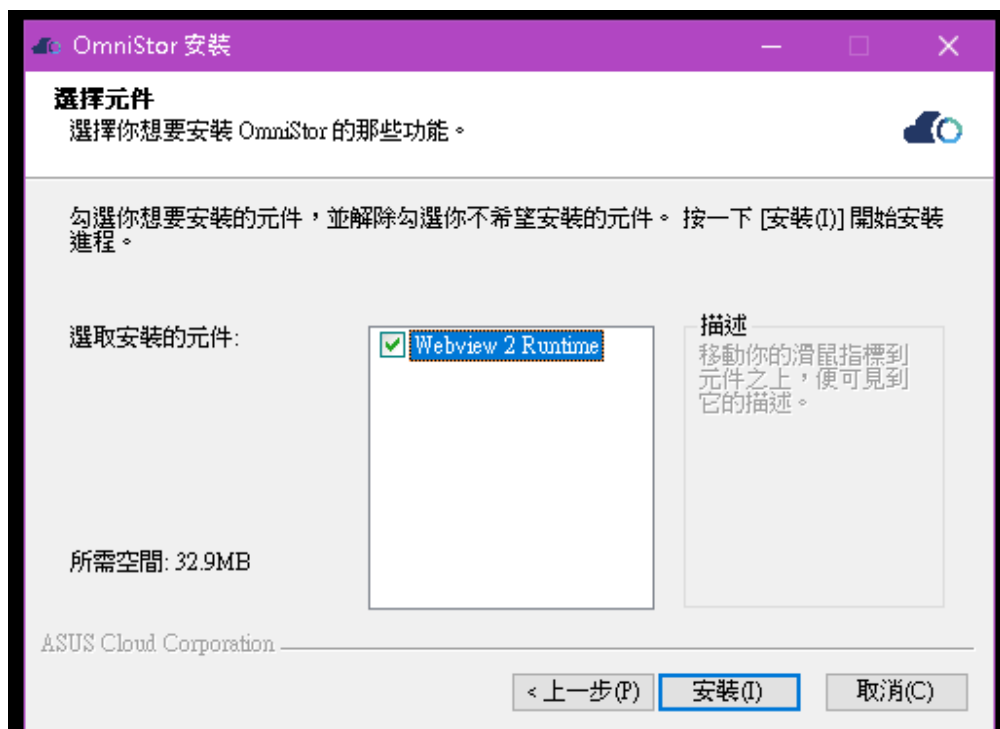 OmniStor 安裝
選擇元件
選擇你想要安裝 OmniStor 的那些功能。
勾選你想要安裝的元件，並解除勾選你不希望安裝的元件。 按一下 [安裝(I)] 開始安裝
進程。
選取安裝的元件:
Webview 2 Runtime
描述
移動你的滑鼠指標到
元件之上，便可見到
它的描述。
所需空間: 32.9MB
ASUS Cloud Corporation
< 上一步(P)
安裝(I)
取消(C)